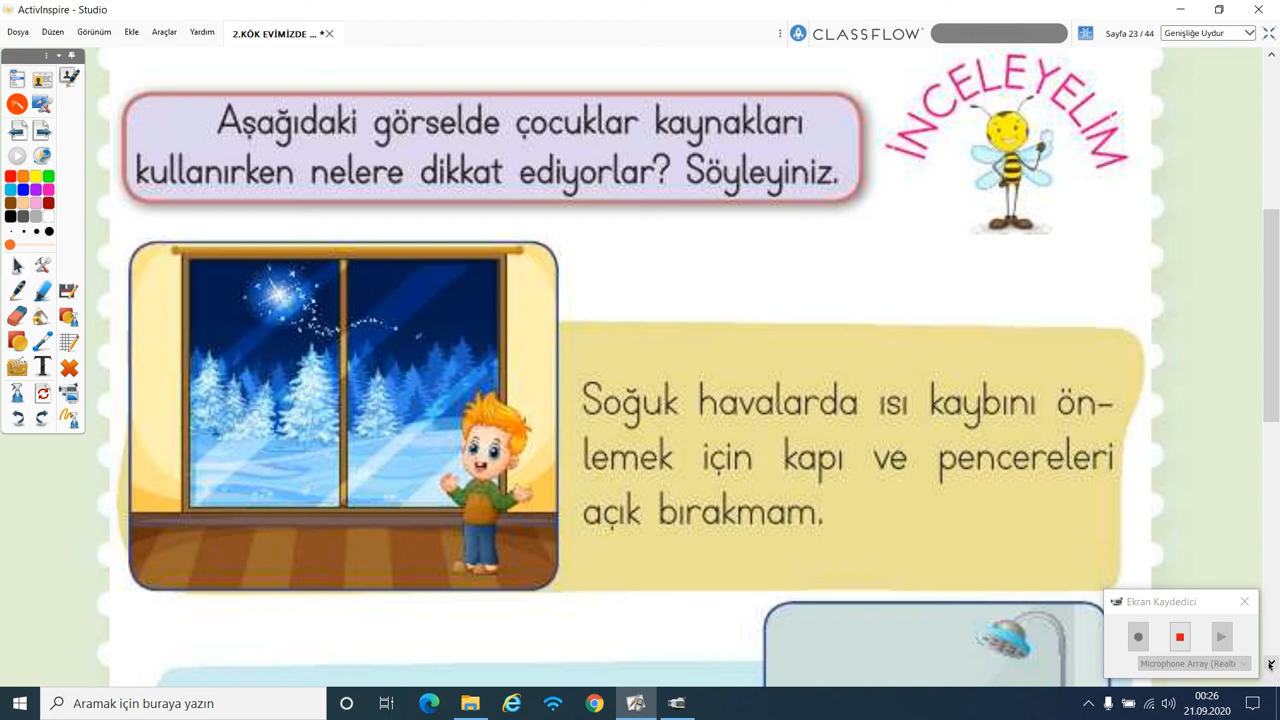 ActivInspire - Studio
Dosya Düzen Görünüm Ekle Araçlar Yardım
2.KÖK EVİMİZDE ... *
CLASSFLOW
Sayfa 23 / 44
Genişliğe Uydur
İNCELEYELİM
Aşağıdaki görselde çocuklar kaynakları
kullanırken nelere dikkat ediyorlar? Söyleyiniz.
Soğuk havalarda ısı kaybını ön-
lemek için kapı ve pencereleri
açık bırakmam.
Ekran Kaydedici
Microphone Array (Realt
Aramak için buraya yazın
00:26
21.09.2020